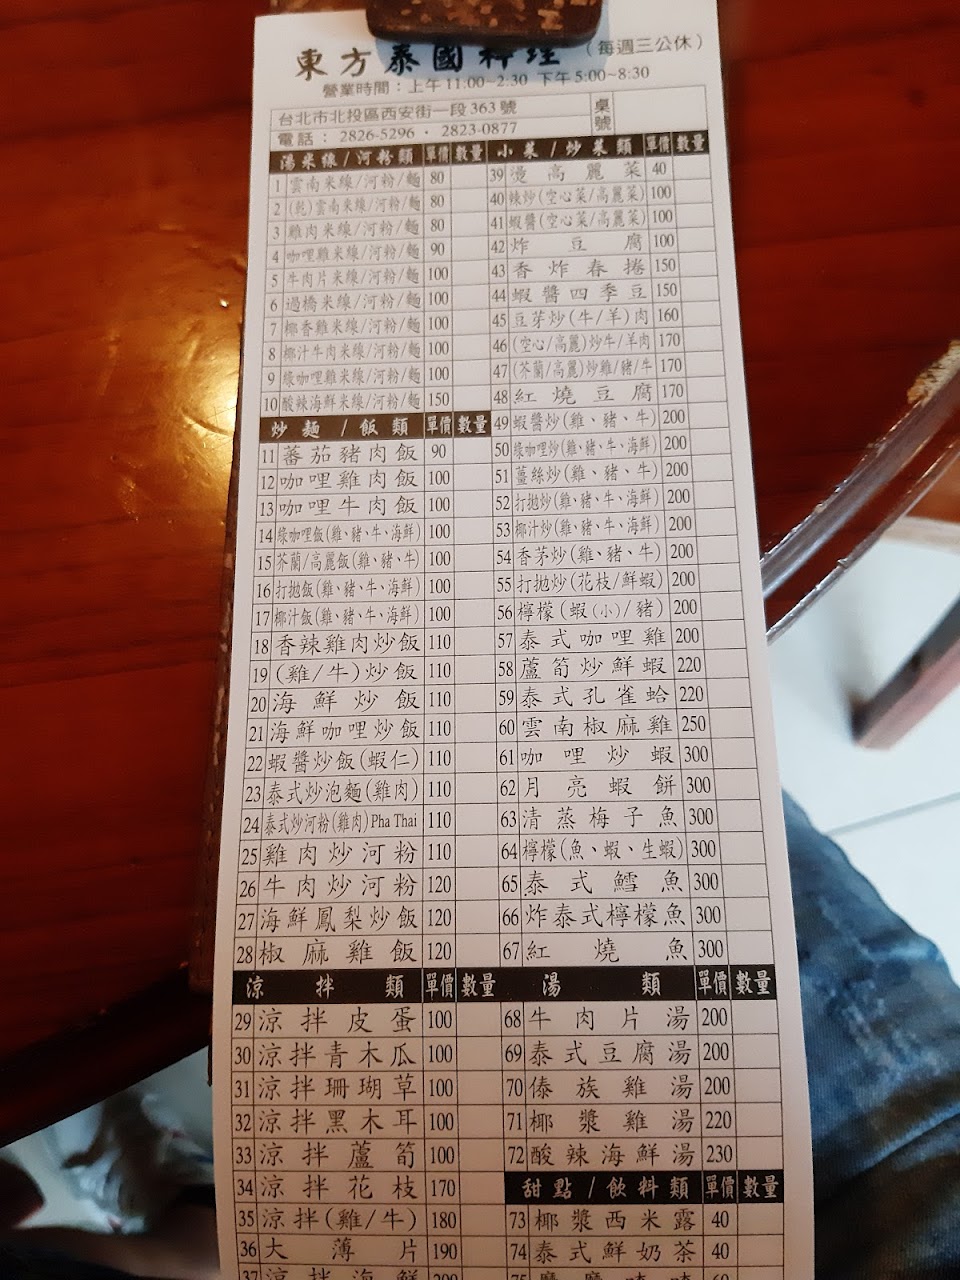 東方泰國料理 (每週三公休)
營業時間：上午11:00~2:30 下午5:00~8:30
台北市北投區西安街一段363號
電話：2826-5296・2823-0877
桌號
湯米線/河粉類 單價 數量
1 雲南米線/河粉/麵 80
2 (乾)雲南米線/河粉/麵 80
3 雞肉米線/河粉/麵 80
4 咖哩米線/河粉/麵 90
5 牛肉片米線/河粉/麵 100
6 過橋米線/河粉/麵 100
7 椰香雞米線/河粉/麵 100
8 椰汁牛肉米線/河粉/麵 100
9 綠咖哩雞米線/河粉/麵 100
10 酸辣海鮮米線/河粉/麵 150
炒麵/飯類 單價 數量
11 蕃茄豬肉飯 90
12 咖哩雞肉飯 100
13 咖哩牛肉飯 100
14 綠咖哩飯(雞、豬、牛、海鮮) 100
15 芥蘭/高麗飯(雞、豬、牛) 100
16 打拋飯(雞、豬、牛、海鮮) 100
17 椰汁飯(雞、豬、牛、海鮮) 100
18 香辣雞肉炒飯 110
19 (雞/牛)炒飯 110
20 海鮮炒飯 110
21 海鮮咖哩炒飯 110
22 蝦醬炒飯(蝦仁) 110
23 泰式炒泡麵(雞肉) 110
24 泰式炒河粉(雞肉)Pha Thai 110
25 雞肉炒河粉 110
26 牛肉炒河粉 120
27 海鮮鳳梨炒飯 120
28 椒麻雞飯 120
涼拌類 單價 數量
29 涼拌皮蛋 100
30 涼拌青木瓜 100
31 涼拌珊瑚草 100
32 涼拌黑木耳 100
33 涼拌蘆筍 100
34 涼拌花枝 170
35 涼拌(雞/牛) 180
36 大薄片 190
37 涼拌海鮮 200
小菜/炒菜類 單價 數量
39 燙高麗菜 40
40 辣炒(空心菜/高麗菜) 100
41 蝦醬(空心菜/高麗菜) 100
42 炸豆腐 100
43 香炸春捲 150
44 蝦醬四季豆 150
45 豆芽炒(牛/羊)肉 160
46 (空心/高麗)炒牛/羊肉 170
47 (芥蘭/高麗)炒雞/豬/牛 170
48 紅燒豆腐 170
49 蝦醬炒(雞、豬、牛) 200
50 綠咖哩炒(雞、豬、牛、海鮮) 200
51 薑絲炒(雞、豬、牛) 200
52 打拋炒(雞、豬、牛、海鮮) 200
53 椰汁炒(雞、豬、牛、海鮮) 200
54 香茅炒(雞、豬、牛) 200
55 打拋炒(花枝/鮮蝦) 200
56 檸檬(蝦(小)/豬) 200
57 泰式咖哩雞 200
58 蘆筍炒鮮蝦 220
59 泰式孔雀蛤 220
60 雲南椒麻雞 250
61 咖哩炒蝦 300
62 月亮蝦餅 300
63 清蒸梅子魚 300
64 檸檬(魚、蝦、生蝦) 300
65 泰式鱈魚 300
66 炸泰式檸檬魚 300
67 紅燒魚 300
湯類 單價 數量
68 牛肉片湯 200
69 泰式豆腐湯 200
70 傣族雞湯 200
71 椰漿雞湯 220
72 酸辣海鮮湯 230
甜點/飲料類 單價 數量
73 椰漿西米露 40
74 泰式鮮奶茶 40
75 摩摩喳喳 60